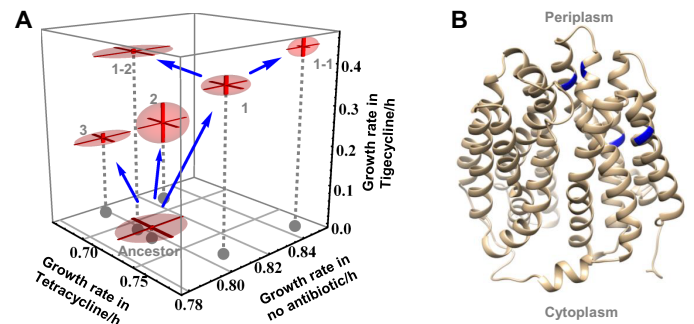 A
B
Periplasm
1-2
1-1
0.4
2
1
Growth rate in
Tigecycline/h
0.3
3
0.2
0.1
Ancestor
0.0
0.70
0.84
0.82
0.75
0.80
0.78
Growth rate in
Tetracycline/h
Growth rate in
no antibiotic/h
Cytoplasm